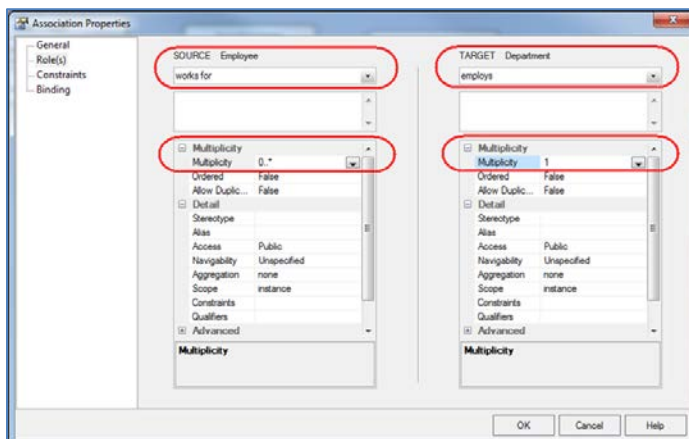 Association Properties
General
Role(s)
Constraints
Binding
SOURCE Employee
works for
Multiplicity
Multiplicity 0..*
Ordered False
Allow Duplic... False
Detail
Stereotype
Alias
Access Public
Navigability Unspecified
Aggregation none
Scope instance
Constraints
Qualifiers
Advanced
Multiplicity
TARGET Department
employs
Multiplicity
Multiplicity 1
Ordered False
Allow Duplic... False
Detail
Stereotype
Alias
Access Public
Navigability Unspecified
Aggregation none
Scope instance
Constraints
Qualifiers
Advanced
Multiplicity
OK Cancel Help